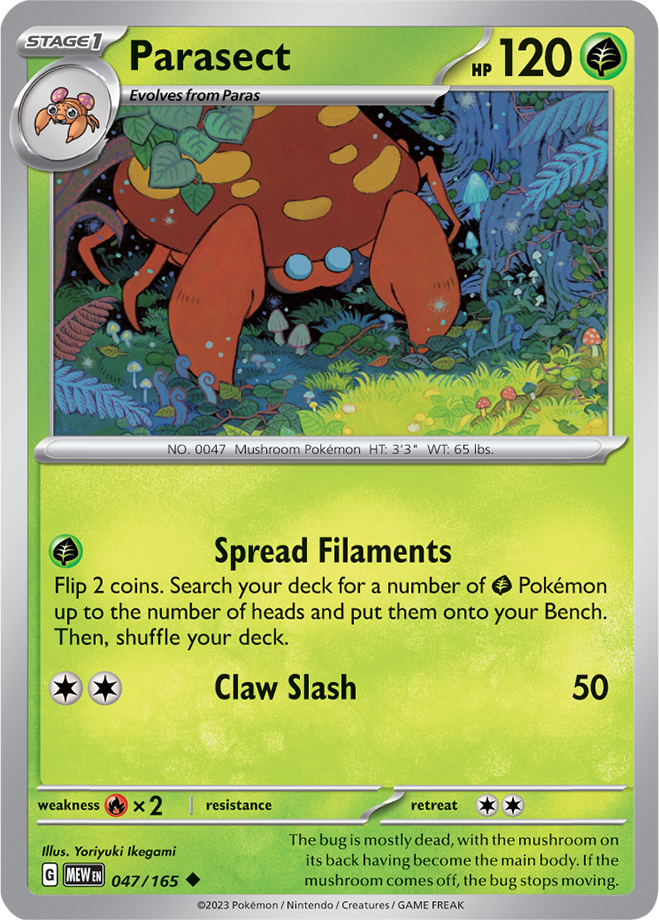 STAGE1
Parasect
HP 120
Evolves from Paras
NO. 0047 Mushroom Pokémon HT: 3'3" WT: 65 lbs.
Spread Filaments
Flip 2 coins. Search your deck for a number of Pokémon
up to the number of heads and put them onto your Bench.
Then, shuffle your deck.
Claw Slash 50
weakness ×2 resistance retreat
Illus. Yoriyuki Ikegami
G MEW EN 047/165
The bug is mostly dead, with the mushroom on
its back having become the main body. If the
mushroom comes off, the bug stops moving.
©2023 Pokémon / Nintendo / Creatures / GAME FREAK